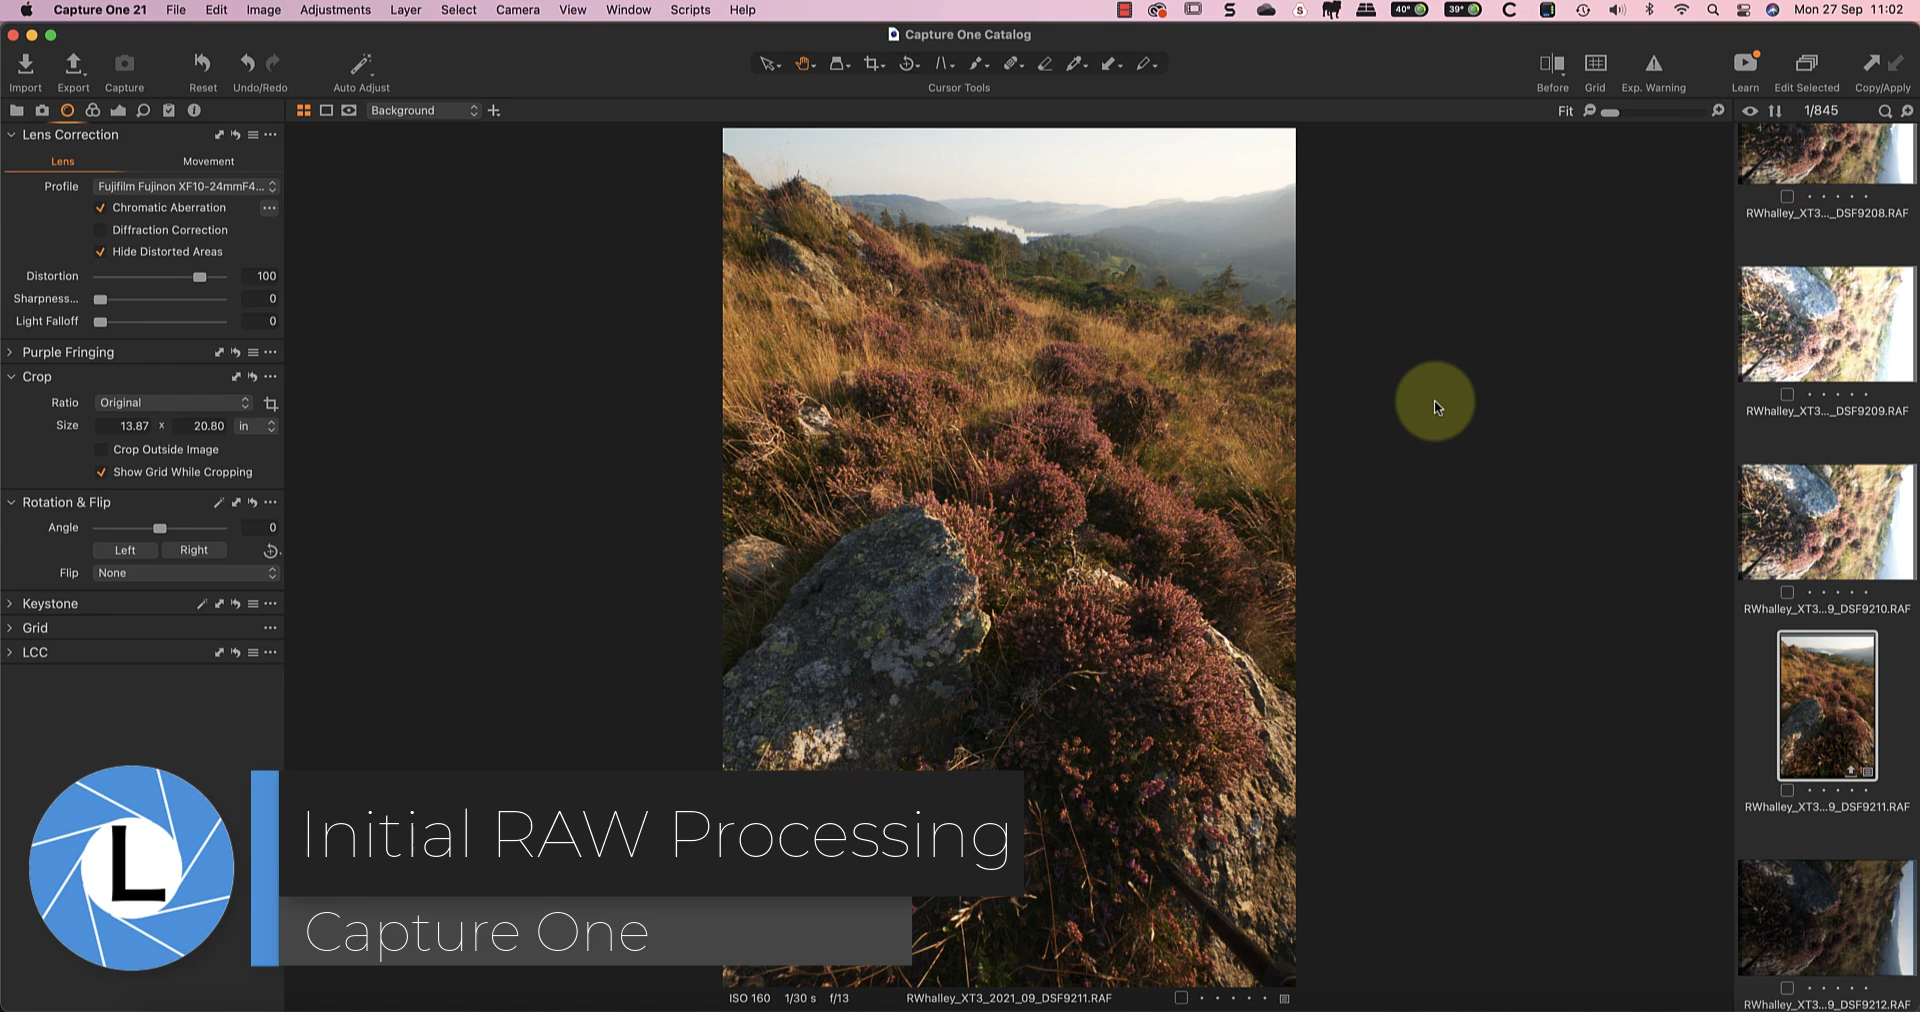 Capture One 21 File Edit Image Adjustments Layer Select Camera View Window Scripts Help 40° 39° Mon 27 Sep 11:02
Capture One Catalog
Import Export Capture Reset Undo/Redo Auto Adjust Cursor Tools Before Grid Exp. Warning Learn Edit Selected Copy/Apply
Background Fit 1/845
Lens Correction
Lens Movement
Profile Fujifilm Fujinon XF10-24mmF4...
Chromatic Aberration
Diffraction Correction
Hide Distorted Areas
Distortion 100
Sharpness... 0
Light Falloff 0
Purple Fringing
Crop
Ratio Original
Size 13.87 x 20.80 in
Crop Outside Image
Show Grid While Cropping
Rotation & Flip
Angle 0
Left Right
Flip None
Keystone
Grid
LCC
RWhalley_XT3..._DSF9208.RAF
RWhalley_XT3..._DSF9209.RAF
RWhalley_XT3...9_DSF9210.RAF
RWhalley_XT3...9_DSF9211.RAF
RWhalley_XT3...9_DSF9212.RAF
L
Initial RAW Processing
Capture One
ISO 160 1/30 s f/13 RWhalley_XT3_2021_09_DSF9211.RAF